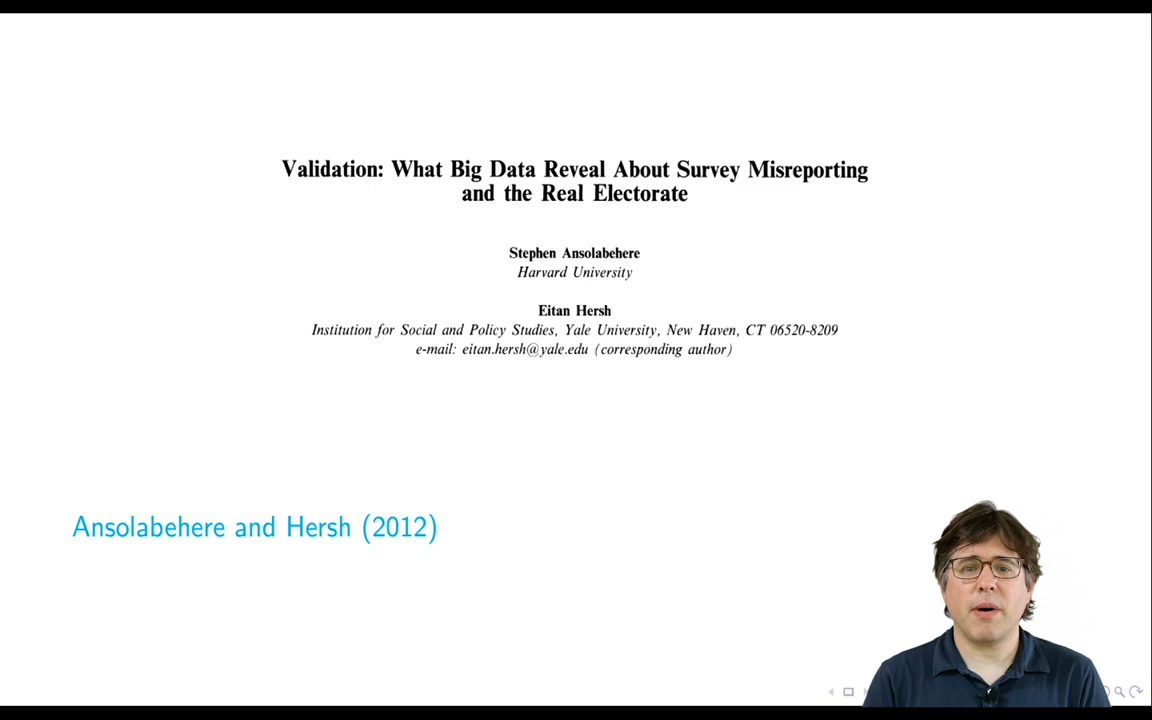 Validation: What Big Data Reveal About Survey Misreporting
and the Real Electorate
Stephen Ansolabehere
Harvard University
Eitan Hersh
Institution for Social and Policy Studies, Yale University, New Haven, CT 06520-8209
e-mail: eitan.hersh@yale.edu (corresponding author)
Ansolabehere and Hersh (2012)